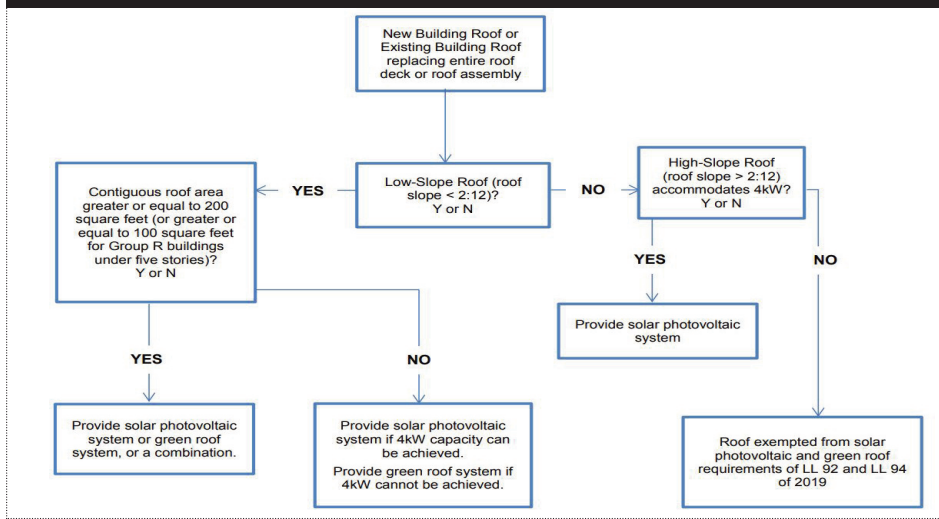 New Building Roof or
Existing Building Roof
replacing entire roof
deck or roof assembly
Contiguous roof area
greater or equal to 200
square feet (or greater or
equal to 100 square feet
for Group R buildings
under five stories)?
Y or N
YES
Low-Slope Roof (roof
slope < 2:12)?
Y or N
NO
High-Slope Roof
(roof slope > 2:12)
accommodates 4kW?
Y or N
YES
NO
Provide solar photovoltaic
system
YES
NO
Provide solar photovoltaic
system or green roof
system, or a combination.
Provide solar photovoltaic
system if 4kW capacity can
be achieved.
Provide green roof system if
4kW cannot be achieved.
Roof exempted from solar
photovoltaic and green roof
requirements of LL 92 and LL 94
of 2019